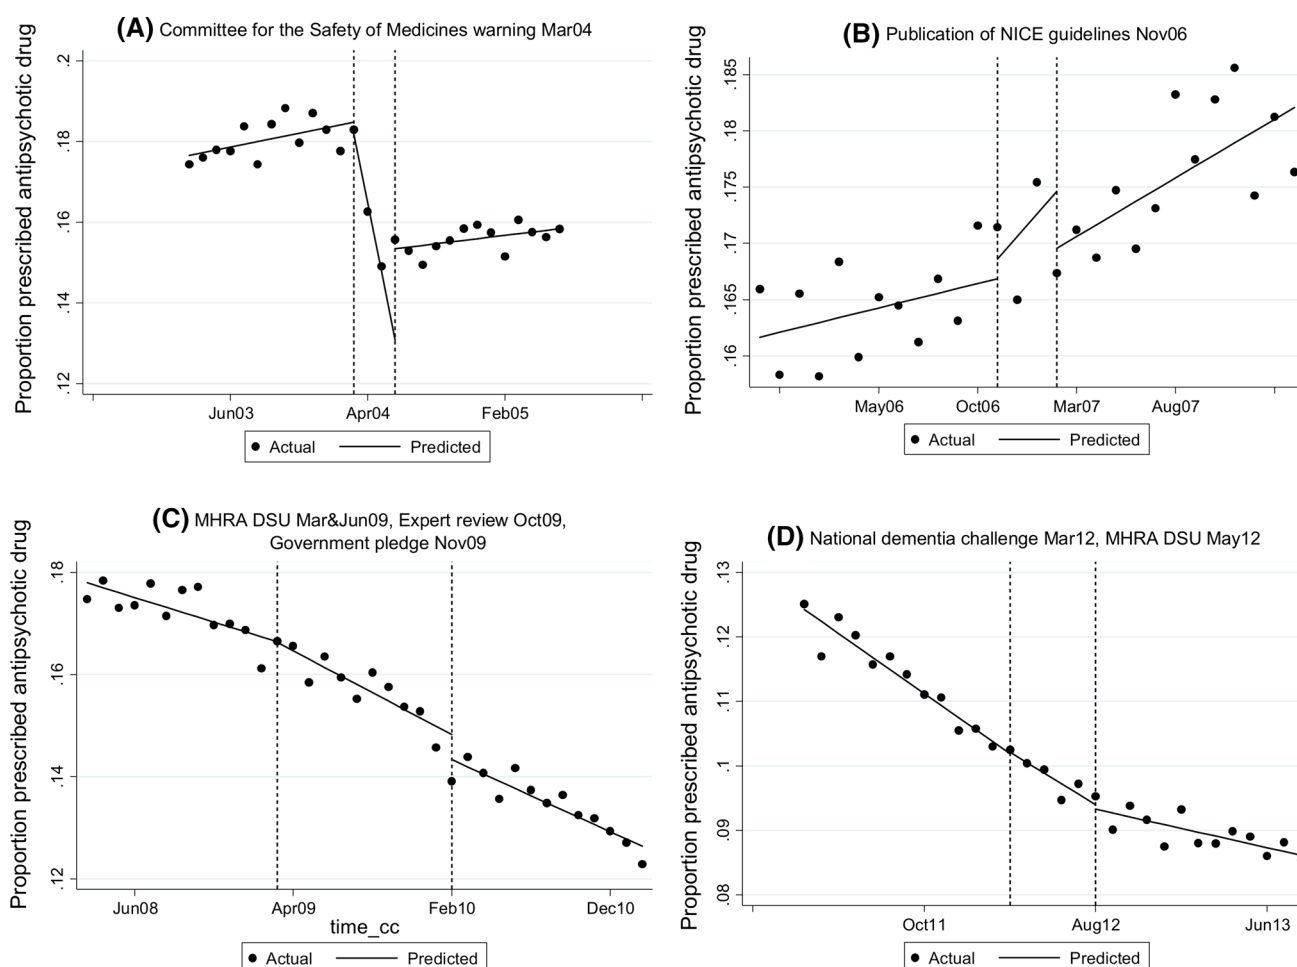 (A) Committee for the Safety of Medicines warning Mar04
Proportion prescribed antipsychotic drug
.2
.18
.16
.14
.12
Jun03 Apr04 Feb05
Actual Predicted
(B) Publication of NICE guidelines Nov06
Proportion prescribed antipsychotic drug
.185
.18
.175
.17
.165
.16
May06 Oct06 Mar07 Aug07
Actual Predicted
(C) MHRA DSU Mar&Jun09, Expert review Oct09,
Government pledge Nov09
Proportion prescribed antipsychotic drug
.18
.16
.14
.12
Jun08 Apr09 Feb10 Dec10
time_cc
Actual Predicted
(D) National dementia challenge Mar12, MHRA DSU May12
Proportion prescribed antipsychotic drug
.13
.12
.11
.1
.09
.08
Oct11 Aug12 Jun13
Actual Predicted